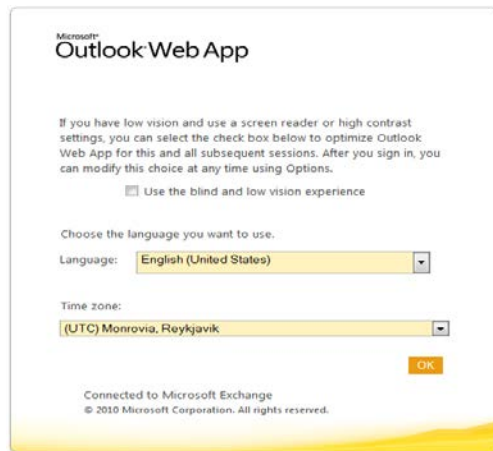 Microsoft®
Outlook Web App
If you have low vision and use a screen reader or high contrast
settings, you can select the check box below to optimize Outlook
Web App for this and all subsequent sessions. After you sign in, you
can modify this choice at any time using Options.
Use the blind and low vision experience
Choose the language you want to use.
Language: English (United States)
Time zone:
(UTC) Monrovia, Reykjavik
OK
Connected to Microsoft Exchange
© 2010 Microsoft Corporation. All rights reserved.